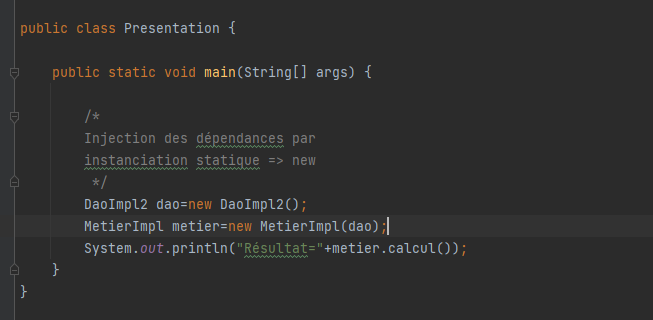 public class Presentation {
public static void main(String[] args) {
/*
Injection des dépendances par
instanciation statique => new
*/
DaoImpl2 dao=new DaoImpl2();
MetierImpl metier=new MetierImpl(dao);
System.out.println("Résultat="+metier.calcul());
}
}